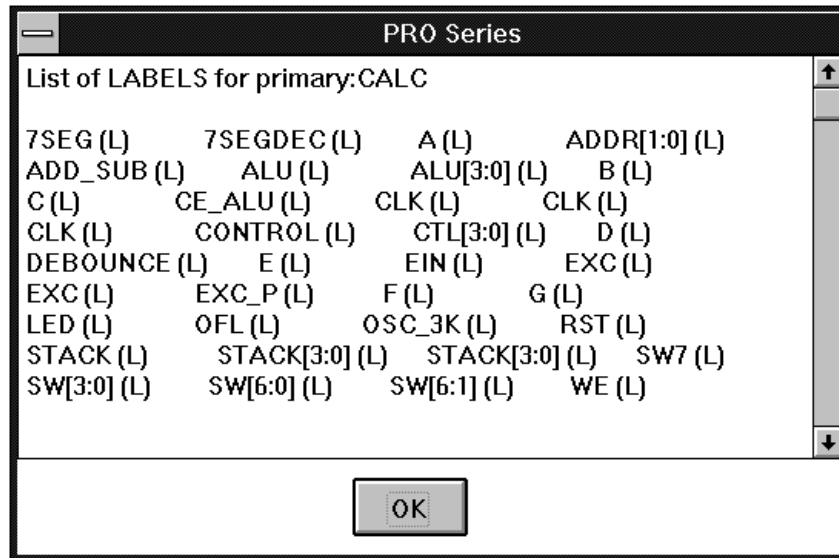 PRO Series
List of LABELS for primary:CALC
7SEG (L) 7SEGDEC (L) A (L) ADDR[1:0] (L)
ADD_SUB (L) ALU (L) ALU[3:0] (L) B (L)
C (L) CE_ALU (L) CLK (L) CLK (L)
CLK (L) CONTROL (L) CTL[3:0] (L) D (L)
DEBOUNCE (L) E (L) EIN (L) EXC (L)
EXC (L) EXC_P (L) F (L) G (L)
LED (L) OFL (L) OSC_3K (L) RST (L)
STACK (L) STACK[3:0] (L) STACK[3:0] (L) SW7 (L)
SW[3:0] (L) SW[6:0] (L) SW[6:1] (L) WE (L)
OK